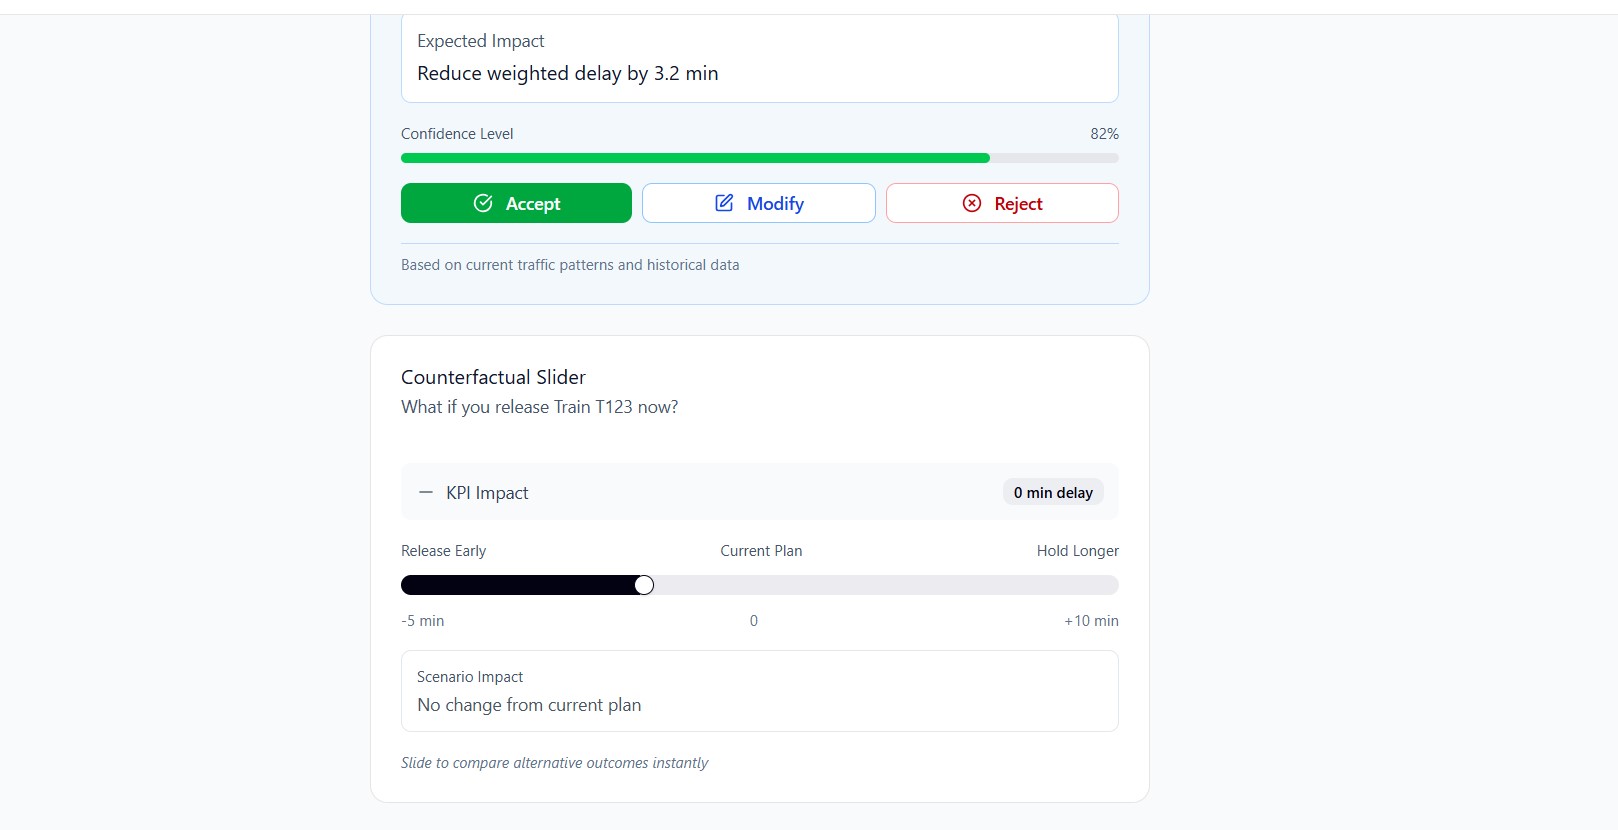 Expected Impact
Reduce weighted delay by 3.2 min
Confidence Level 82%
Accept Modify Reject
Based on current traffic patterns and historical data
Counterfactual Slider
What if you release Train T123 now?
KPI Impact 0 min delay
Release Early Current Plan Hold Longer
-5 min 0 +10 min
Scenario Impact
No change from current plan
Slide to compare alternative outcomes instantly